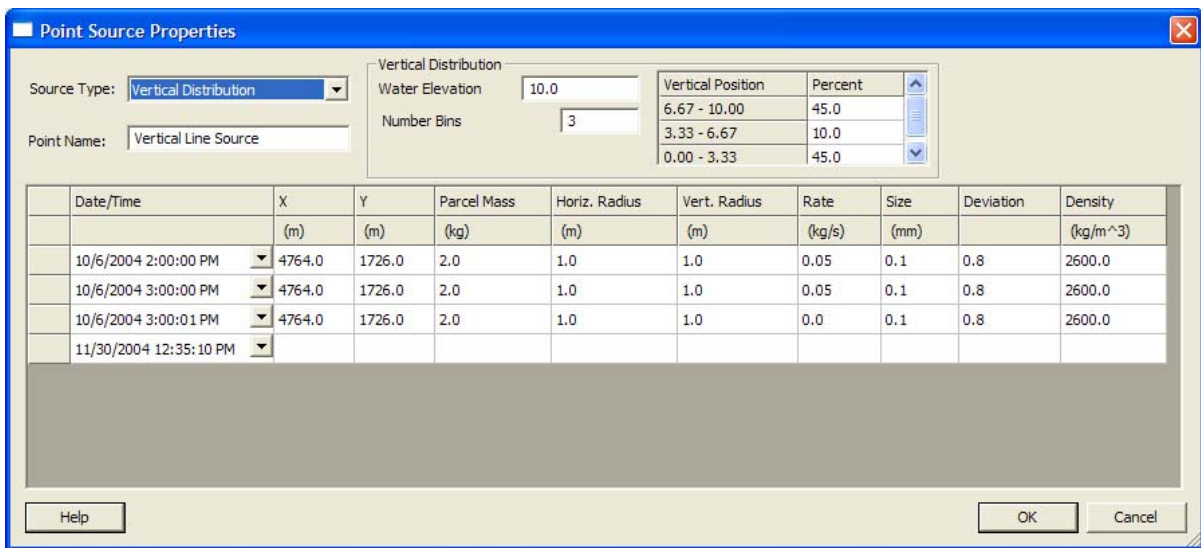 Point Source Properties
Source Type: Vertical Distribution
Point Name: Vertical Line Source
Vertical Distribution
Water Elevation 10.0
Number Bins 3
Vertical Position Percent
6.67 - 10.00 45.0
3.33 - 6.67 10.0
0.00 - 3.33 45.0
Date/Time X Y Parcel Mass Horiz. Radius Vert. Radius Rate Size Deviation Density
(m) (m) (kg) (m) (m) (kg/s) (mm) (kg/m^3)
10/6/2004 2:00:00 PM 4764.0 1726.0 2.0 1.0 1.0 0.05 0.1 0.8 2600.0
10/6/2004 3:00:00 PM 4764.0 1726.0 2.0 1.0 1.0 0.05 0.1 0.8 2600.0
10/6/2004 3:00:01 PM 4764.0 1726.0 2.0 1.0 1.0 0.0 0.1 0.8 2600.0
11/30/2004 12:35:10 PM
Help OK Cancel